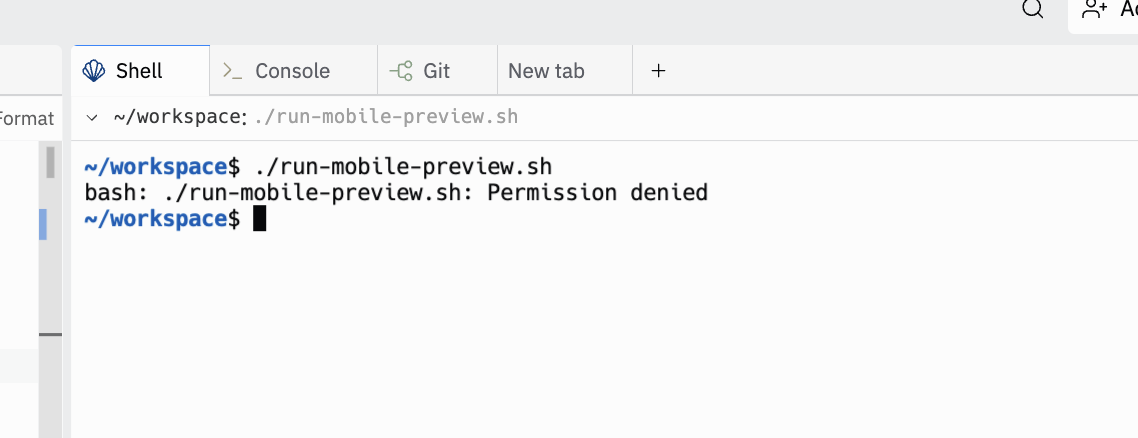 Ac
Shell
Console
Git
New tab
+
Format
~/workspace: ./run-mobile-preview.sh
~/workspace$ ./run-mobile-preview.sh
bash: ./run-mobile-preview.sh: Permission denied
~/workspace$